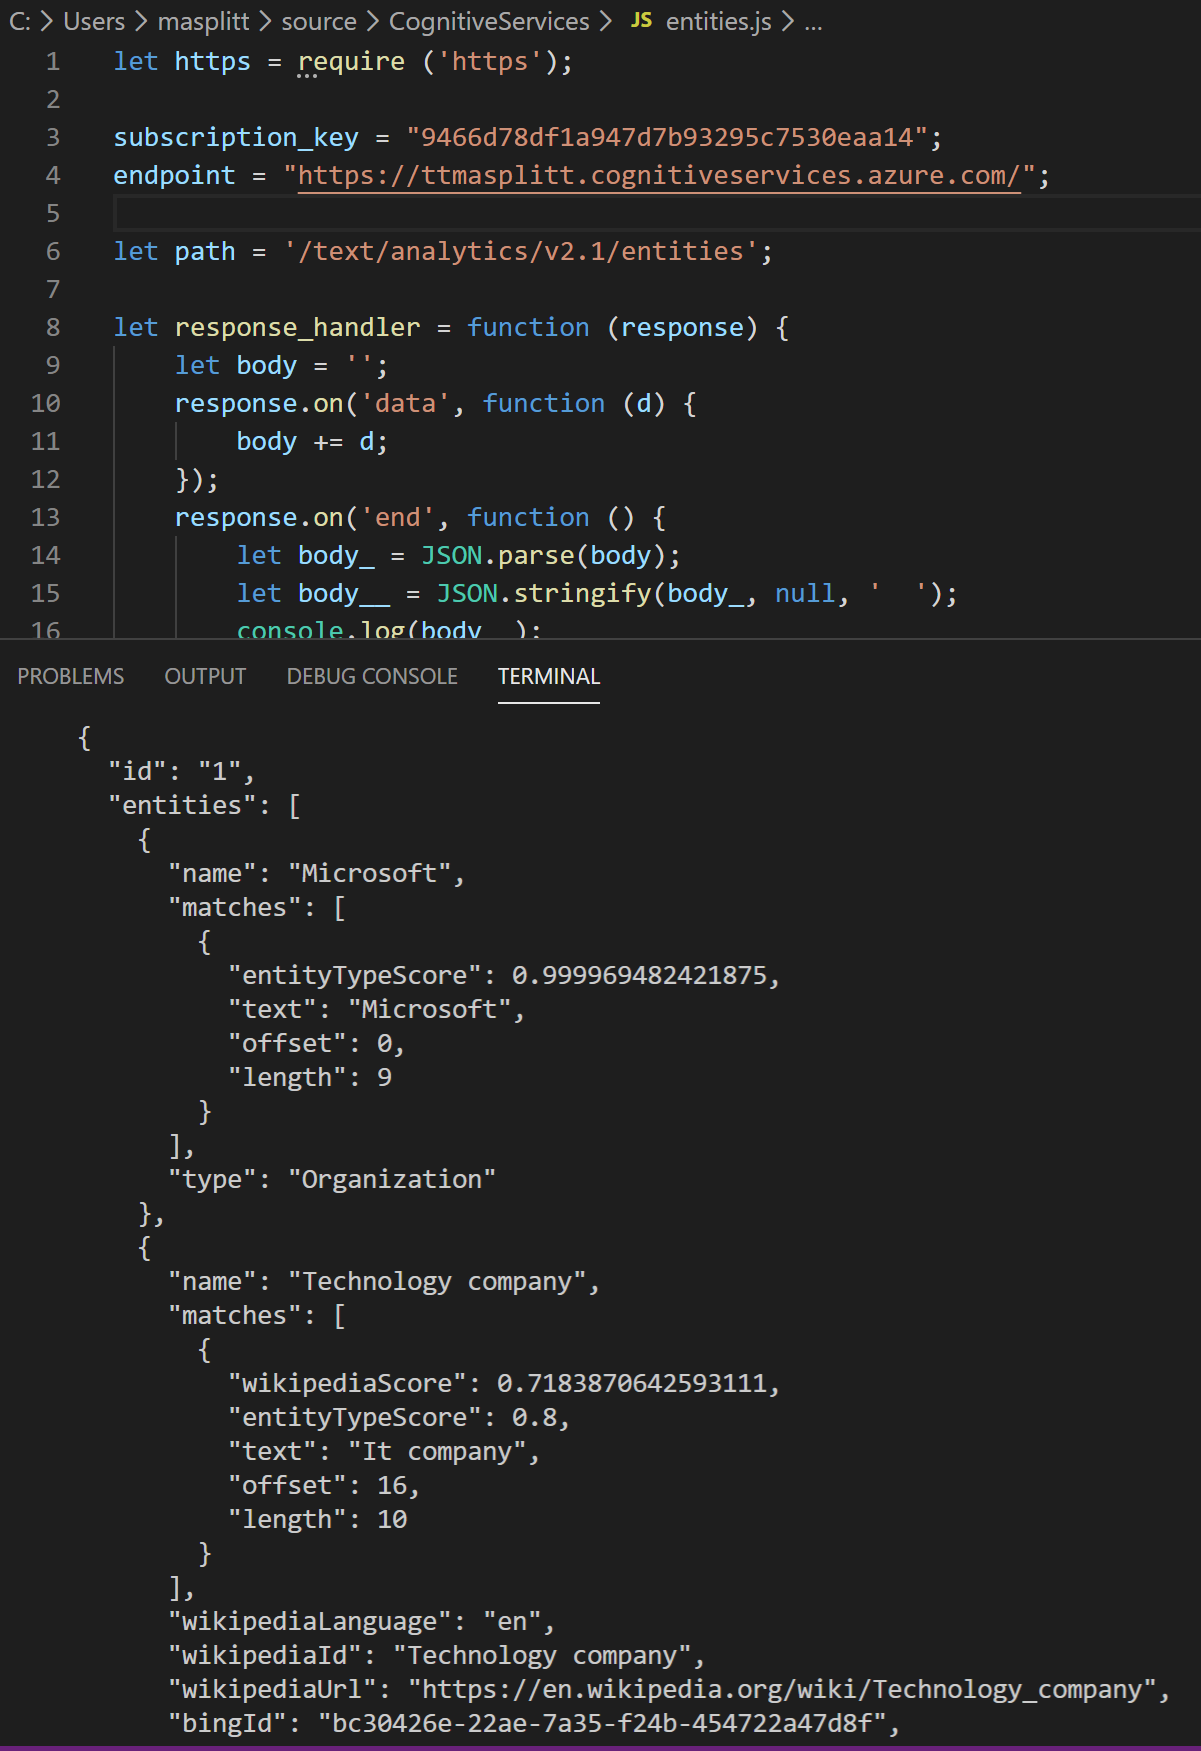 C: > Users > masplitt > source > CognitiveServices > JS entities.js > ...
1 let https = require ('https');
2
3 subscription_key = "9466d78df1a947d7b93295c7530eaa14";
4 endpoint = "https://ttmasplitt.cognitiveservices.azure.com/";
5
6 let path = '/text/analytics/v2.1/entities';
7
8 let response_handler = function (response) {
9     let body = '';
10     response.on('data', function (d) {
11         body += d;
12     });
13     response.on('end', function () {
14         let body_ = JSON.parse(body);
15         let body__ = JSON.stringify(body_, null, '  ');
16         console.log(body__);
PROBLEMS OUTPUT DEBUG CONSOLE TERMINAL
{
  "id": "1",
  "entities": [
    {
      "name": "Microsoft",
      "matches": [
        {
          "entityTypeScore": 0.999969482421875,
          "text": "Microsoft",
          "offset": 0,
          "length": 9
        }
      ],
      "type": "Organization"
    },
    {
      "name": "Technology company",
      "matches": [
        {
          "wikipediaScore": 0.7183870642593111,
          "entityTypeScore": 0.8,
          "text": "It company",
          "offset": 16,
          "length": 10
        }
      ],
      "wikipediaLanguage": "en",
      "wikipediaId": "Technology company",
      "wikipediaUrl": "https://en.wikipedia.org/wiki/Technology_company",
      "bingId": "bc30426e-22ae-7a35-f24b-454722a47d8f",